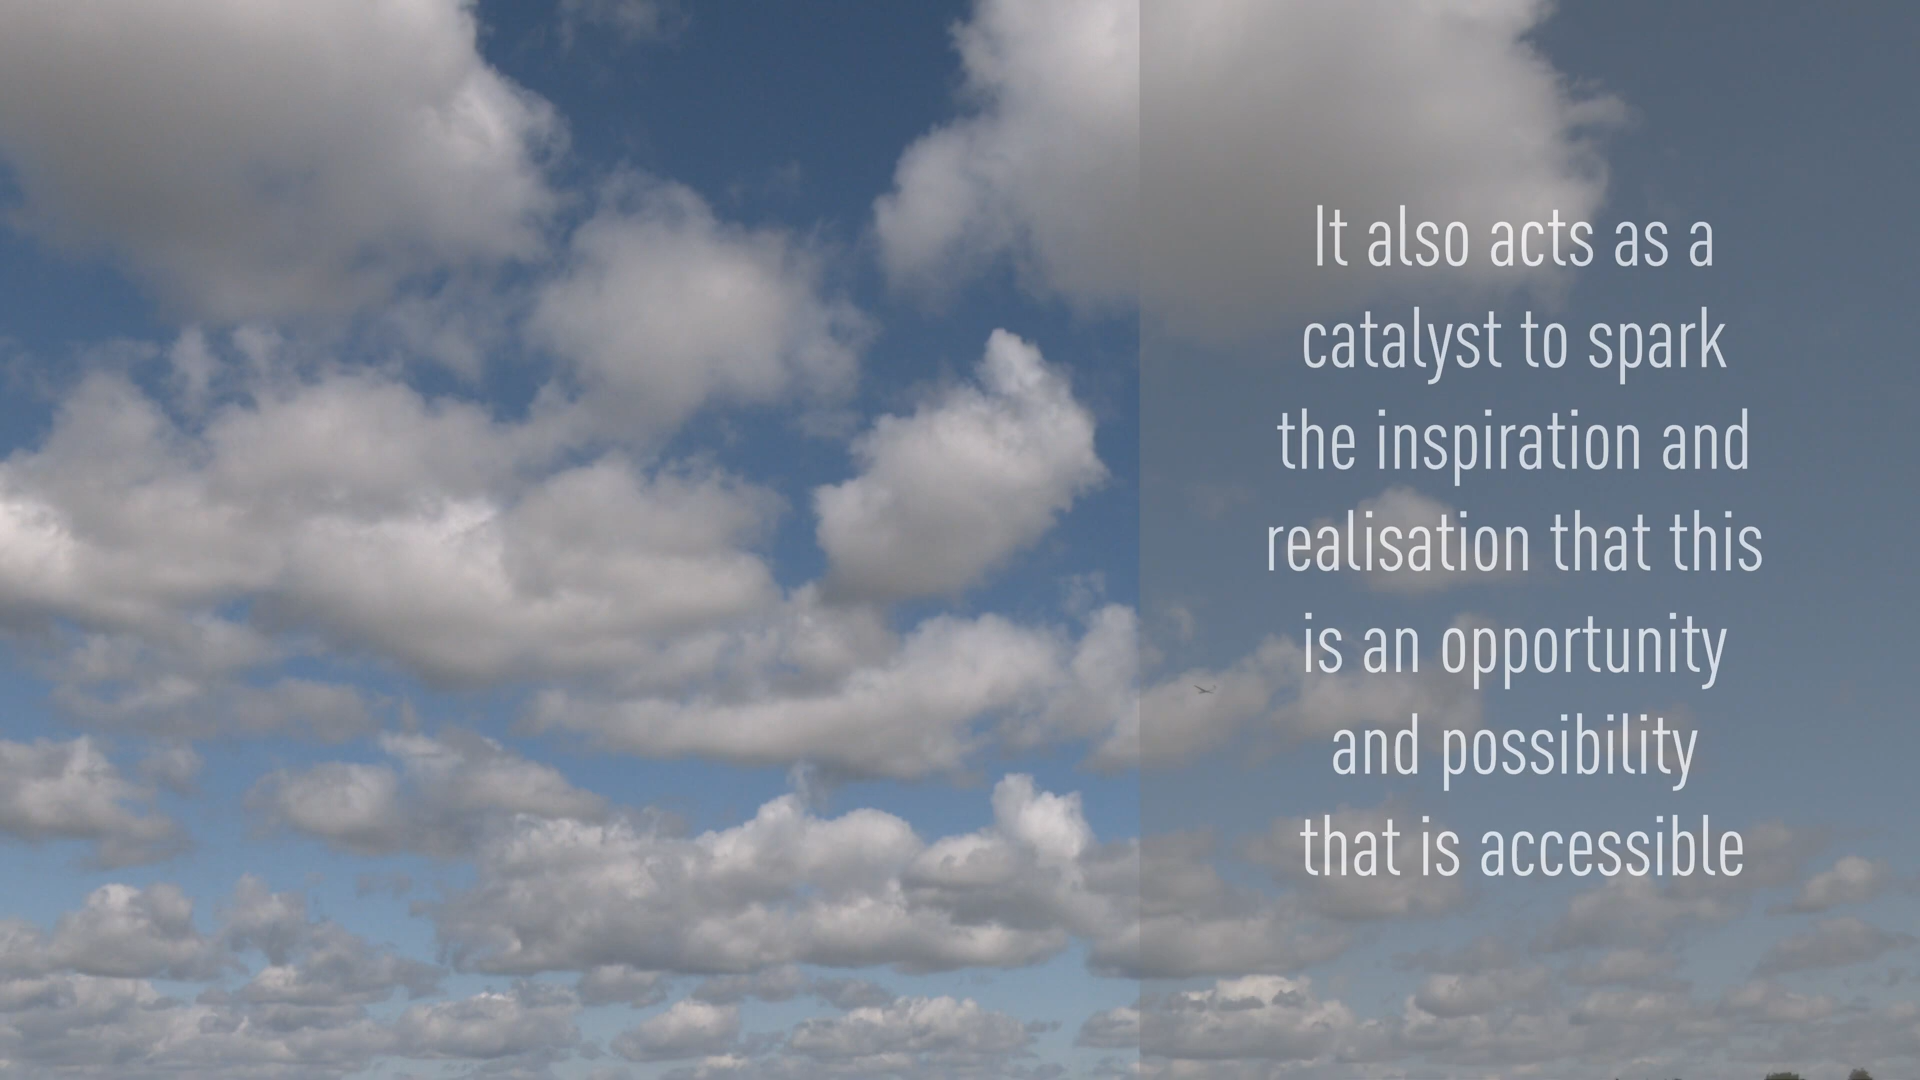 It also acts as a
catalyst to spark
the inspiration and
realisation that this
is an opportunity
and possibility
that is accessible